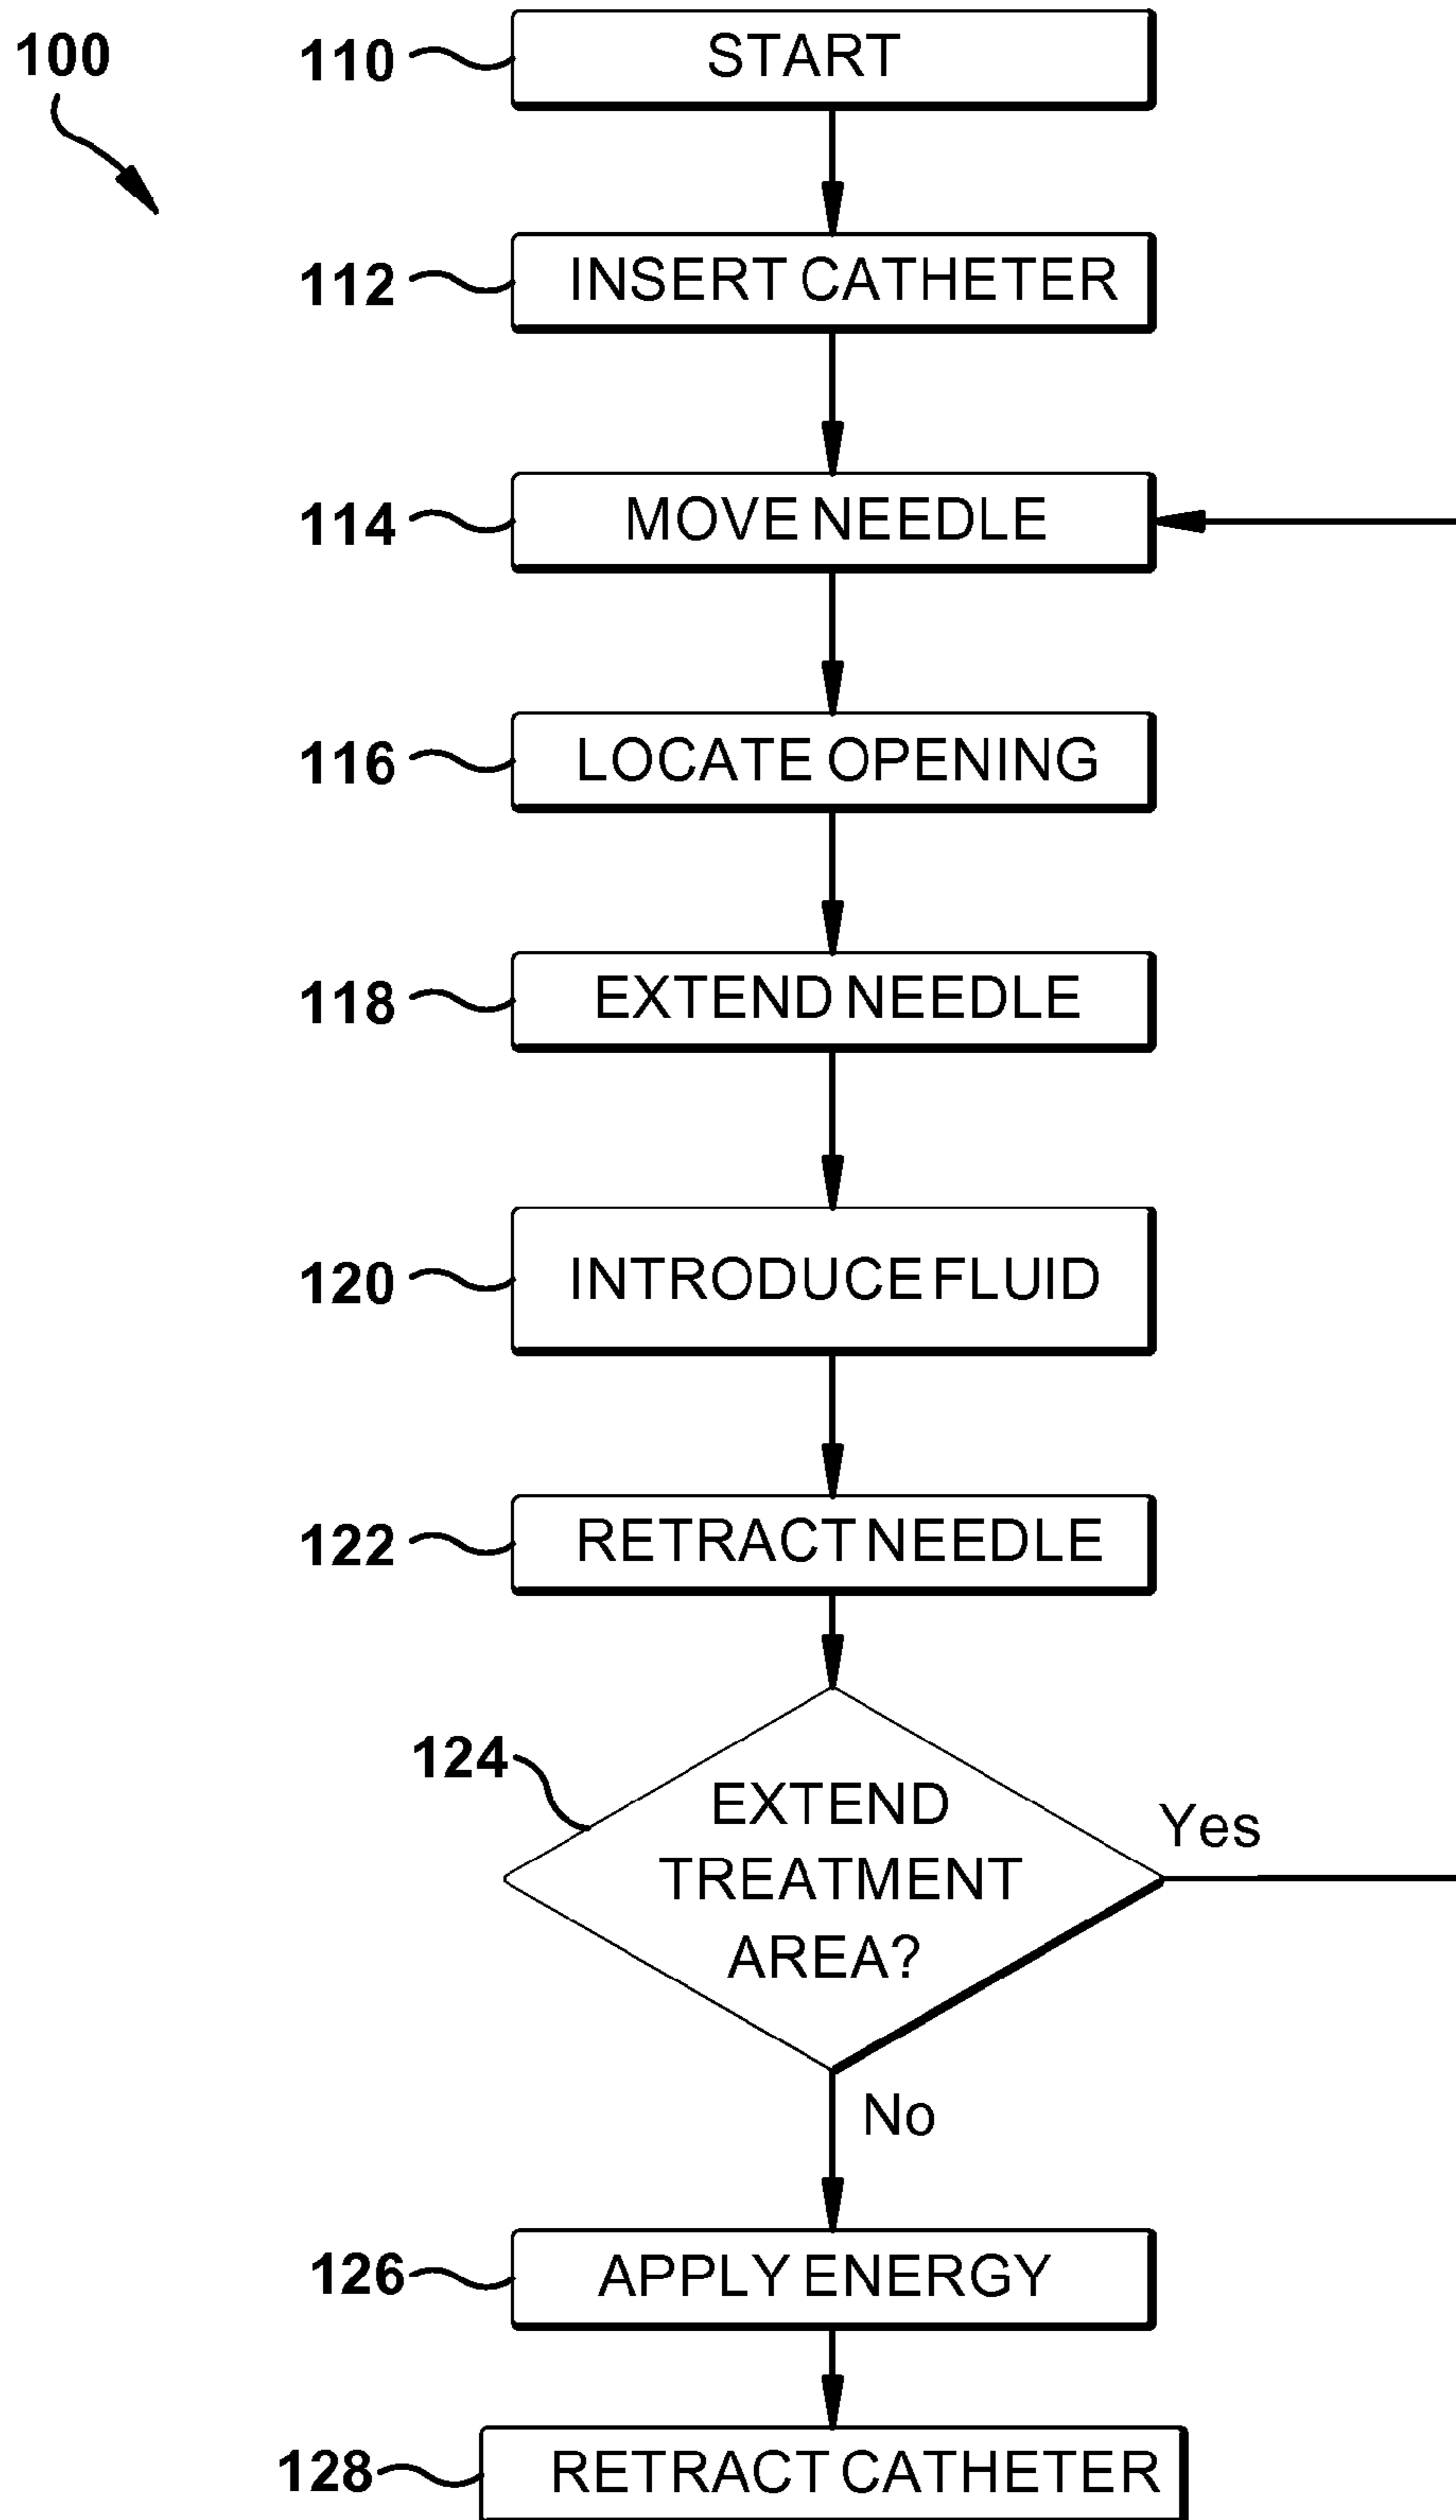 100
110 START
112 INSERT CATHETER
114 MOVE NEEDLE
116 LOCATE OPENING
118 EXTEND NEEDLE
120 INTRODUCE FLUID
122 RETRACT NEEDLE
124
EXTEND
TREATMENT
AREA?
Yes
No
126 APPLY ENERGY
128 RETRACT CATHETER